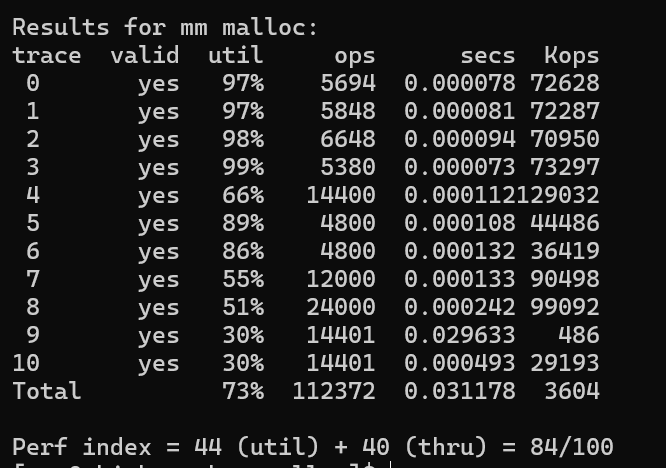 Results for mm malloc:
trace  valid  util     ops      secs  Kops
 0       yes   97%    5694  0.000078 72628
 1       yes   97%    5848  0.000081 72287
 2       yes   98%    6648  0.000094 70950
 3       yes   99%    5380  0.000073 73297
 4       yes   66%   14400  0.000112129032
 5       yes   89%    4800  0.000108 44486
 6       yes   86%    4800  0.000132 36419
 7       yes   55%   12000  0.000133 90498
 8       yes   51%   24000  0.000242 99092
 9       yes   30%   14401  0.029633   486
10       yes   30%   14401  0.000493 29193
Total          73%  112372  0.031178  3604
Perf index = 44 (util) + 40 (thru) = 84/100